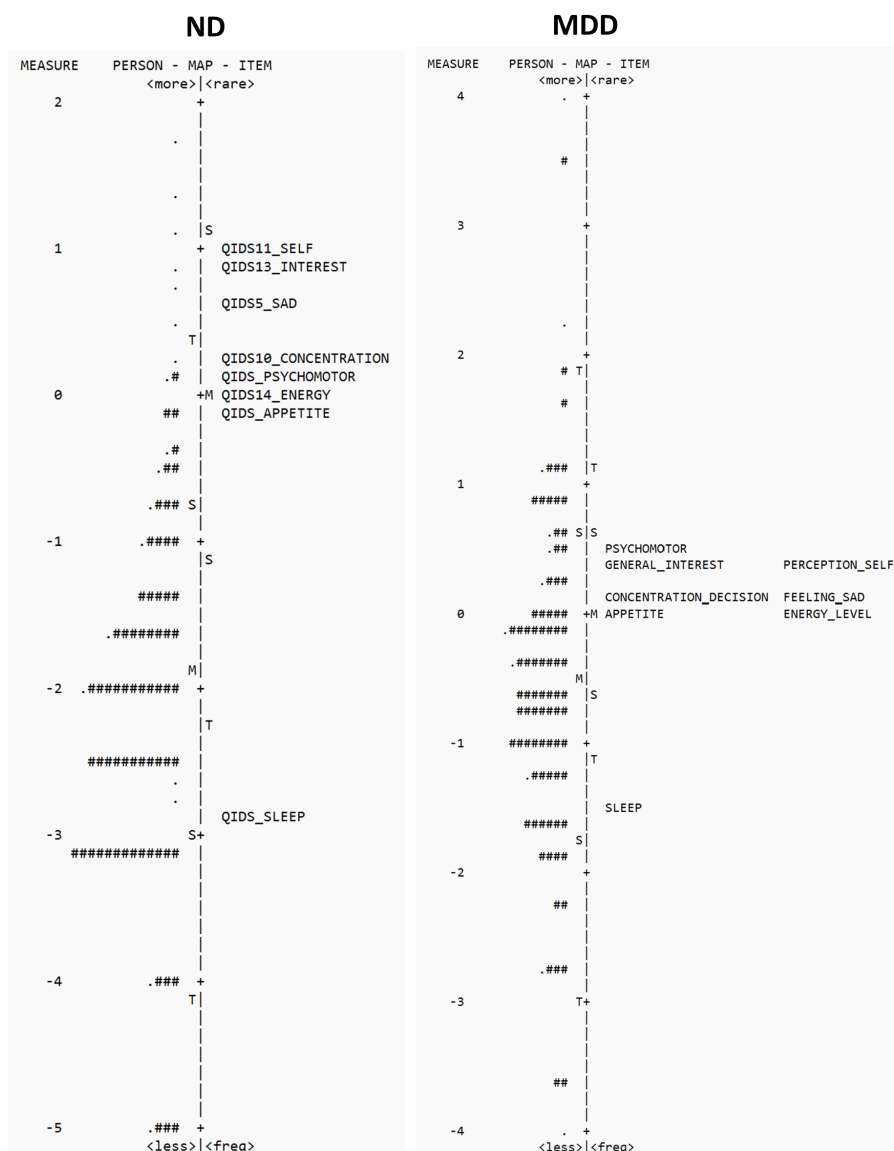 ND
MEASURE PERSON - MAP - ITEM
<more>|<rare>
2 +
. |
. |
. |S
1 + QIDS11_SELF
. | QIDS13_INTEREST
. |
| QIDS5_SAD
. |
T|
. | QIDS10_CONCENTRATION
.# | QIDS_PSYCHOMOTOR
0 +M QIDS14_ENERGY
## | QIDS_APPETITE
.# |
.## |
.### S|
-1 .#### +
|S
##### |
.######## |
M|
-2 .########### +
|T
########### |
. |
. |
| QIDS_SLEEP
-3 S+
############# |
-4 .### +
T|
-5 .### +
<less>|<freq>
MDD
MEASURE PERSON - MAP - ITEM
<more>|<rare>
4 . +
# |
3 +
. |
2 +
# T|
# |
.### |T
1 +
##### |
.## S|S
.## | PSYCHOMOTOR
| GENERAL_INTEREST PERCEPTION_SELF
.### |
| CONCENTRATION_DECISION FEELING_SAD
0 ##### +M APPETITE ENERGY_LEVEL
.######## |
.####### |
M|
####### |S
####### |
-1 ######## +
|T
.##### |
| SLEEP
###### |
S|
#### |
-2 +
## |
.### |
-3 T+
## |
-4 . +
<less>|<freq>